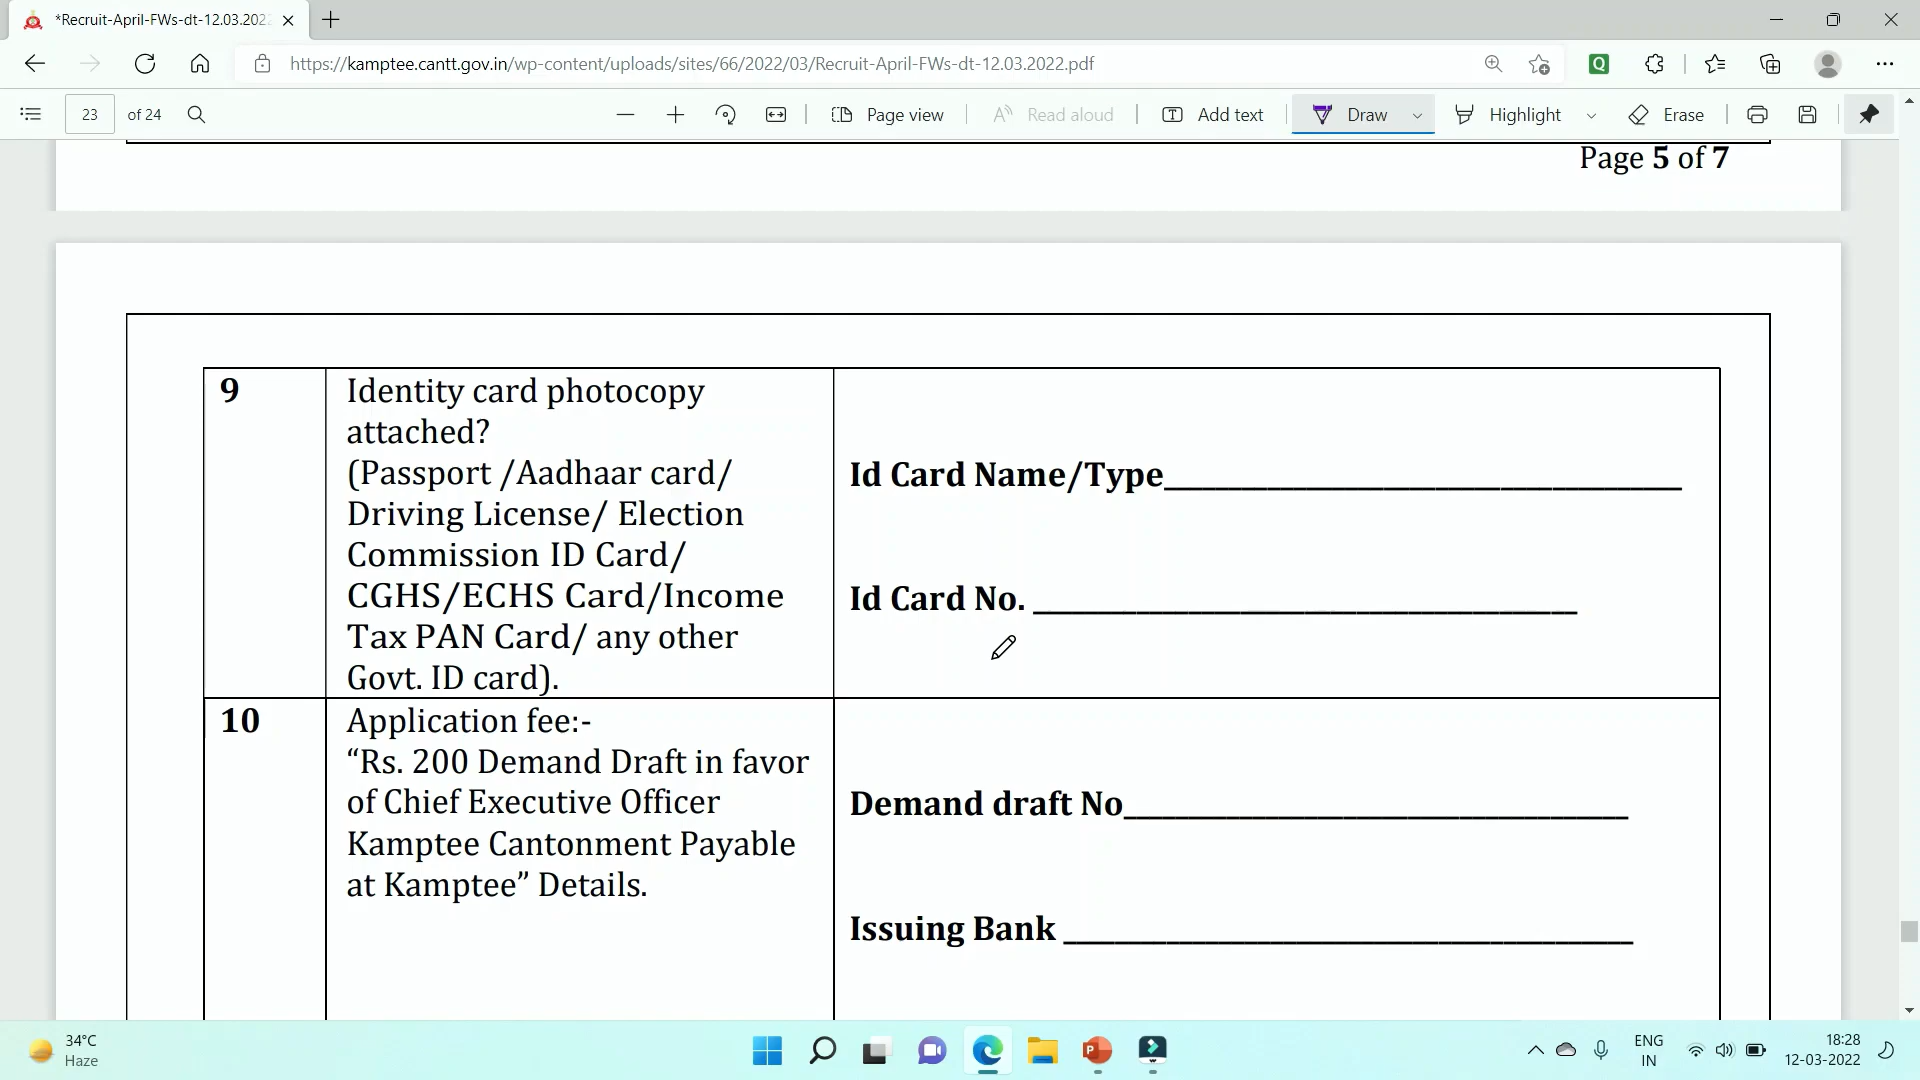 *Recruit-April-FWs-dt-12.03.202
https://kamptee.cantt.gov.in/wp-content/uploads/sites/66/2022/03/Recruit-April-FWs-dt-12.03.2022.pdf
23 of 24
Page view
Read aloud
Add text
Draw
Highlight
Erase
Page 5 of 7
9
Identity card photocopy
attached?
(Passport /Aadhaar card/
Driving License/ Election
Commission ID Card/
CGHS/ECHS Card/Income
Tax PAN Card/ any other
Govt. ID card).
Id Card Name/Type
Id Card No.
10
Application fee:-
“Rs. 200 Demand Draft in favor
of Chief Executive Officer
Kamptee Cantonment Payable
at Kamptee” Details.
Demand draft No
Issuing Bank
34°C
Haze
ENG
IN
18:28
12-03-2022